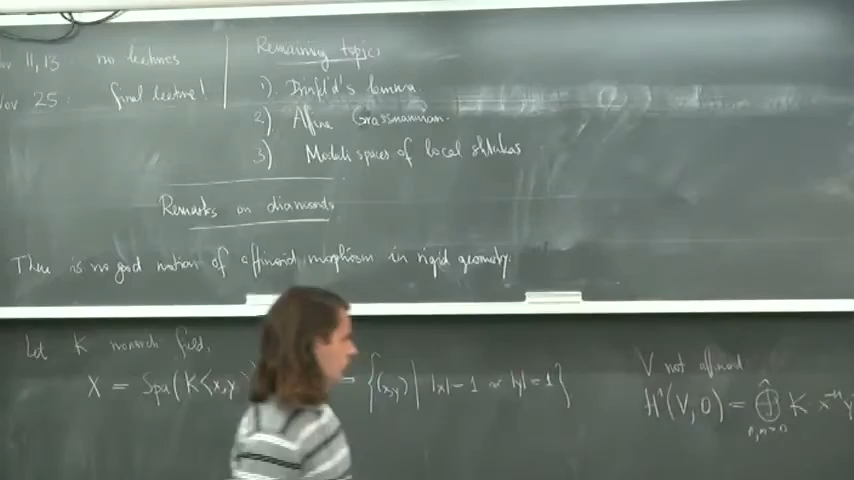 11,13 no lectures
Nov 25: final lecture!
Remaining topics
1) Drinfeld's lemma.
2) Affine Grassmannian.
3) Moduli spaces of local shtukas
Remarks on diamonds
There is no good notion of affinoid morphism in rigid geometry.
Let K nonarch field,
X = Spa(K<x,y
= {(x,y) | |x|=1 or |y|=1}
V not affinoid
H¹(V,O) = ⊕̂ K · x⁻ⁿ y
n,m>0